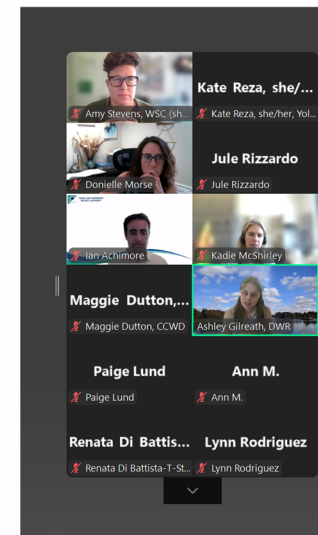 Kate Reza, she/...
Amy Stevens, WSC (sh...
Kate Reza, she/her, Yol...
Jule Rizzardo
Donielle Morse
Jule Rizzardo
Ian Achimore
Kadie McShirley
Maggie Dutton,...
Maggie Dutton, CCWD
Ashley Gilreath, DWR
Paige Lund
Ann M.
Paige Lund
Ann M.
Renata Di Battis...
Lynn Rodriguez
Renata Di Battista-T-St...
Lynn Rodriguez